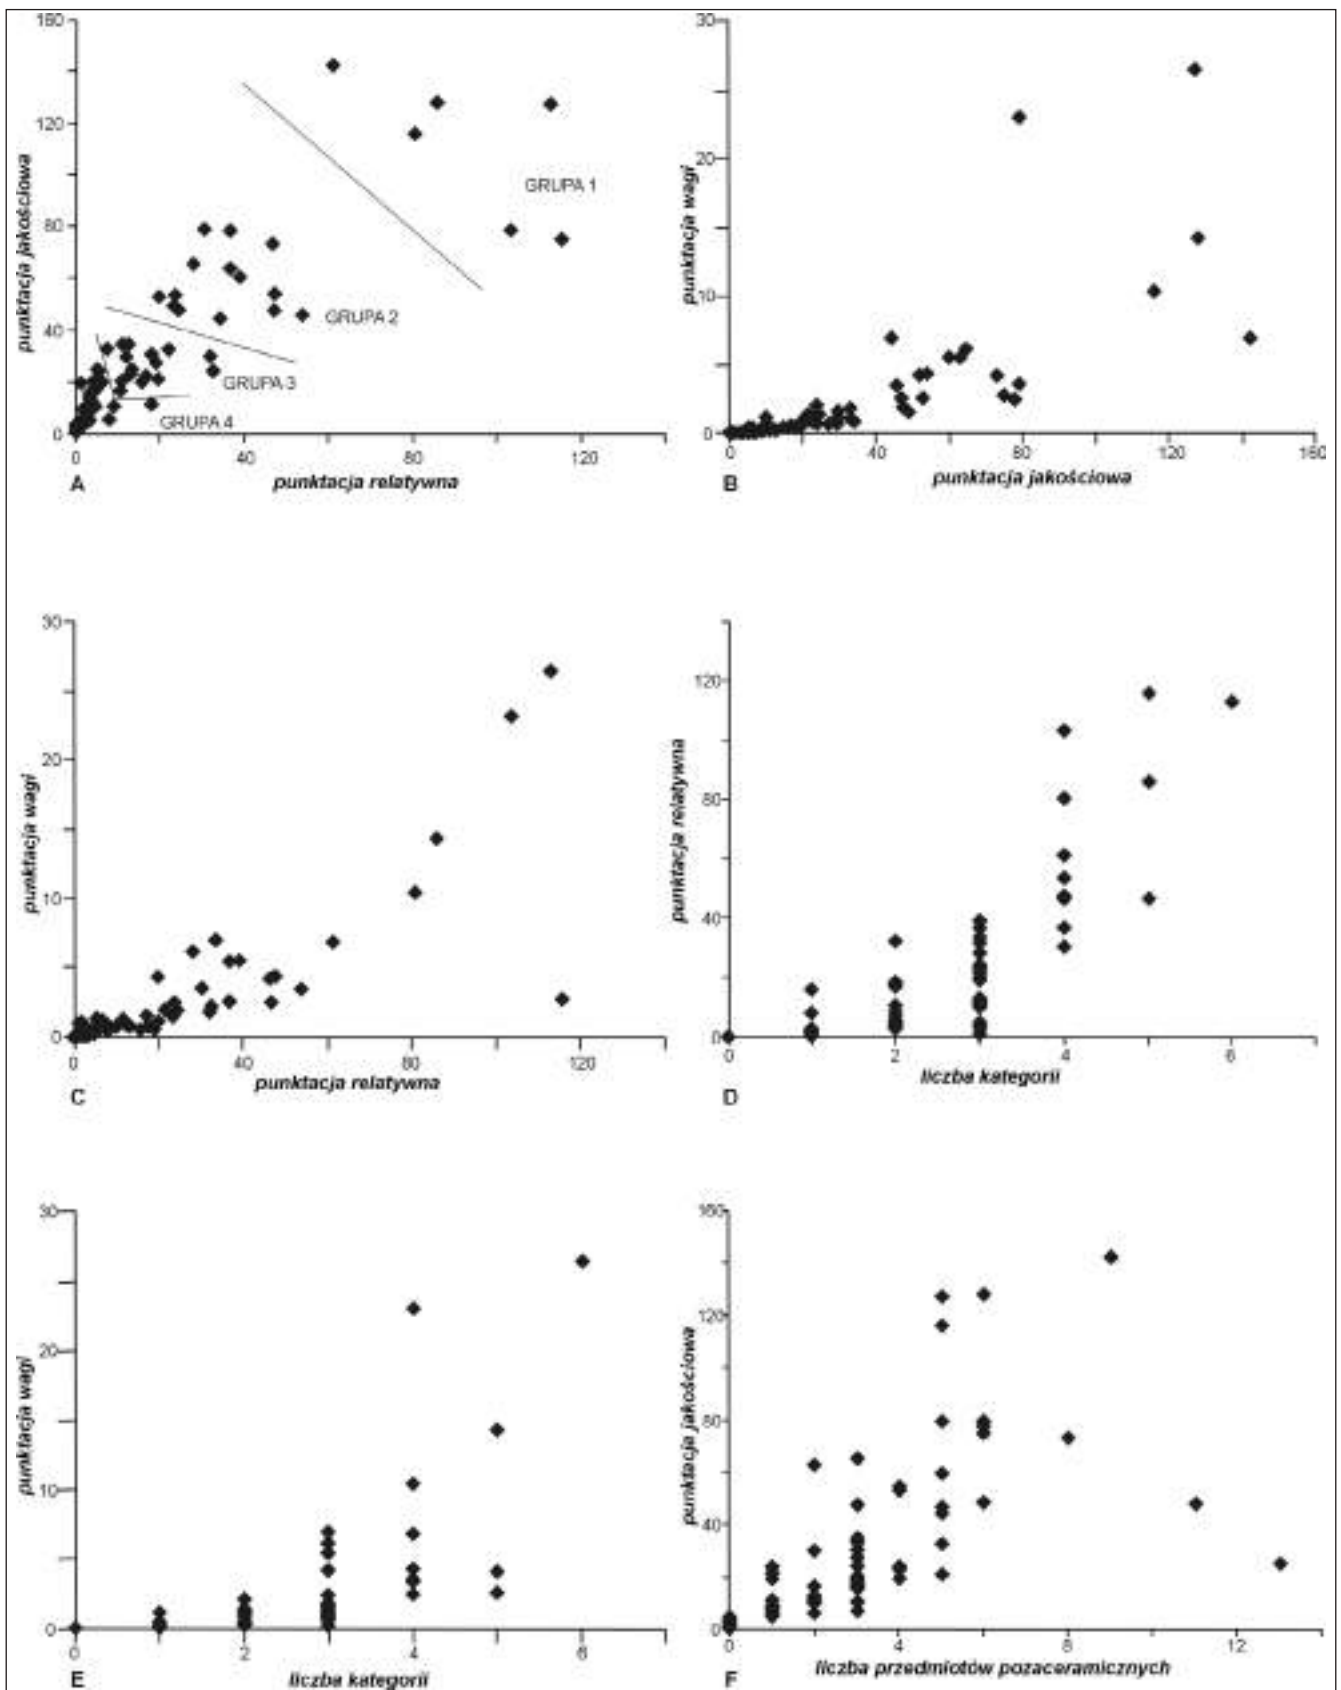 160
120
80
40
0
punktacja jakościowa
GRUPA 1
GRUPA 2
GRUPA 3
GRUPA 4
0 40 80 120
A punktacja relatywna
30
20
10
0
punktacja wagi
0 40 80 120 160
B punktacja jakościowa
30
20
10
0
punktacja wagi
0 40 80 120
C punktacja relatywna
120
80
40
0
punktacja relatywna
0 2 4 6
D liczba kategorii
30
20
10
0
punktacja wagi
0 2 4 6
E liczba kategorii
160
120
80
40
0
punktacja jakościowa
0 4 8 12
F liczba przedmiotów pozaceramicznych